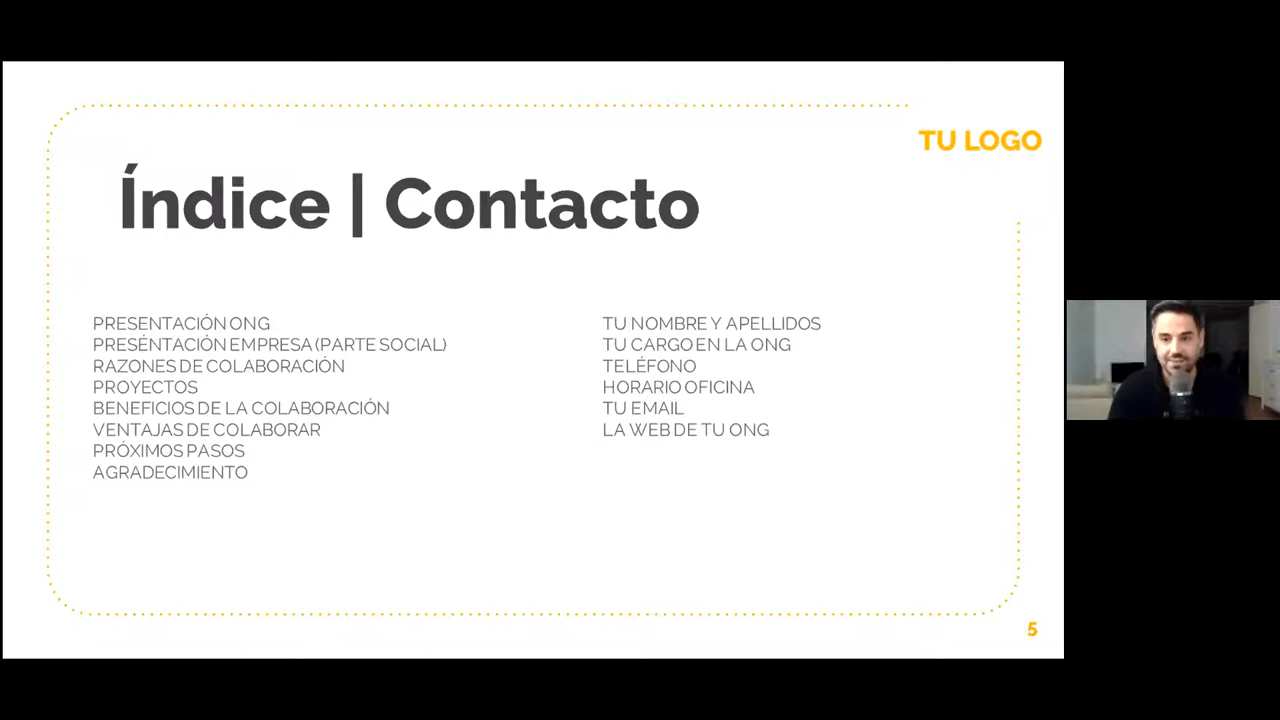 TU LOGO
Índice | Contacto
PRESENTACIÓN ONG
PRESÉNTACIÓN EMPRESA (PARTE SOCIAL)
RAZONES DE COLABORACIÓN
PROYECTOS
BENEFICIOS DE LA COLABORACIÓN
VENTAJAS DE COLABORAR
PRÓXIMOS PASOS
AGRADECIMIENTO
TU NOMBRE Y APELLIDOS
TU CARGO EN LA ONG
TELÉFONO
HORARIO OFICINA
TU EMAIL
LA WEB DE TU ONG
5